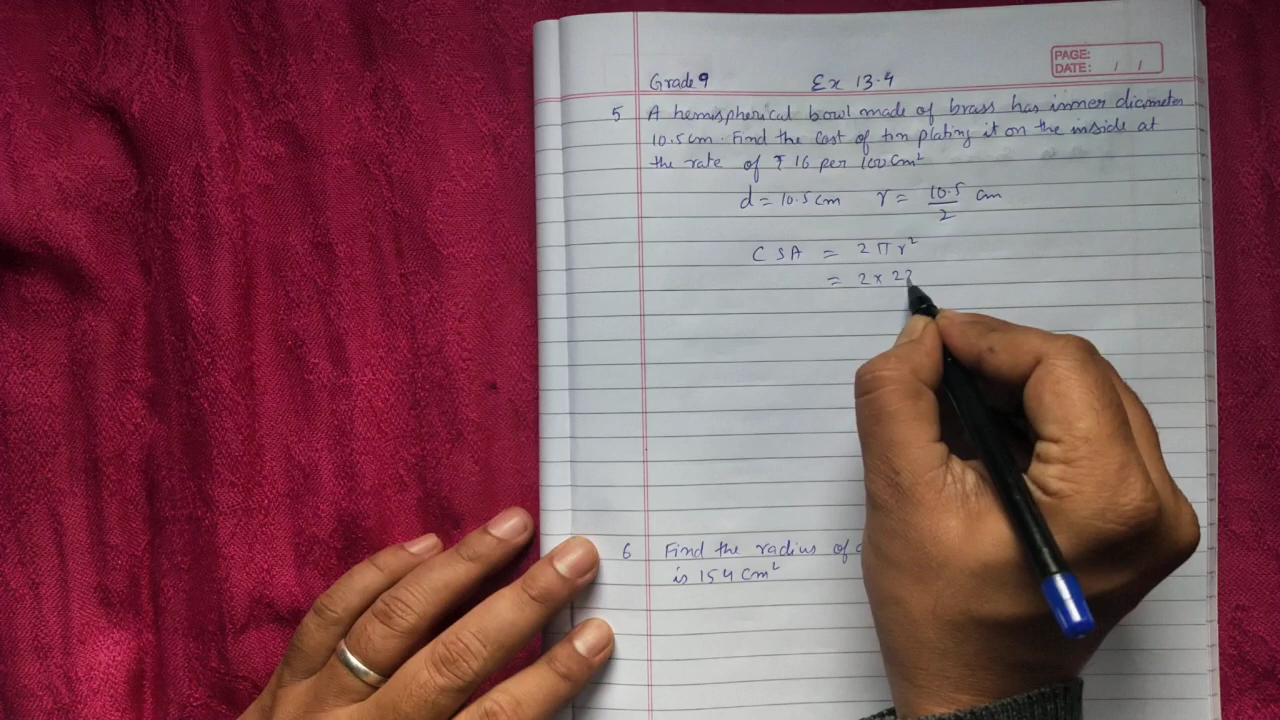 PAGE:
DATE: / /
Grade 9 Ex 13.4
5 A hemispherical bowl made of brass has inner diameter
10.5 cm. Find the Cost of tin plating it on the inside at
the rate of ₹ 16 per 100 cm²
d = 10.5 cm r = 10.5/2 cm
CSA = 2πr²
= 2 × 22
6 Find the radius of
is 154 cm²